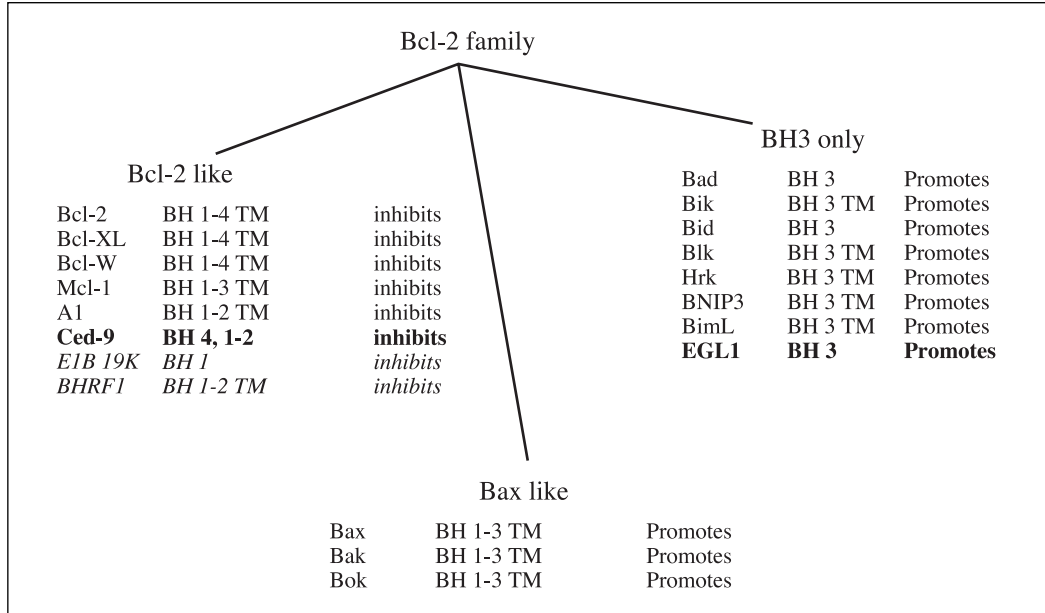 Bcl-2 family
Bcl-2 like
Bcl-2 BH 1-4 TM inhibits
Bcl-XL BH 1-4 TM inhibits
Bcl-W BH 1-4 TM inhibits
Mcl-1 BH 1-3 TM inhibits
A1 BH 1-2 TM inhibits
Ced-9 BH 4, 1-2 inhibits
E1B 19K BH 1 inhibits
BHRF1 BH 1-2 TM inhibits
BH3 only
Bad BH 3 Promotes
Bik BH 3 TM Promotes
Bid BH 3 Promotes
Blk BH 3 TM Promotes
Hrk BH 3 TM Promotes
BNIP3 BH 3 TM Promotes
BimL BH 3 TM Promotes
EGL1 BH 3 Promotes
Bax like
Bax BH 1-3 TM Promotes
Bak BH 1-3 TM Promotes
Bok BH 1-3 TM Promotes